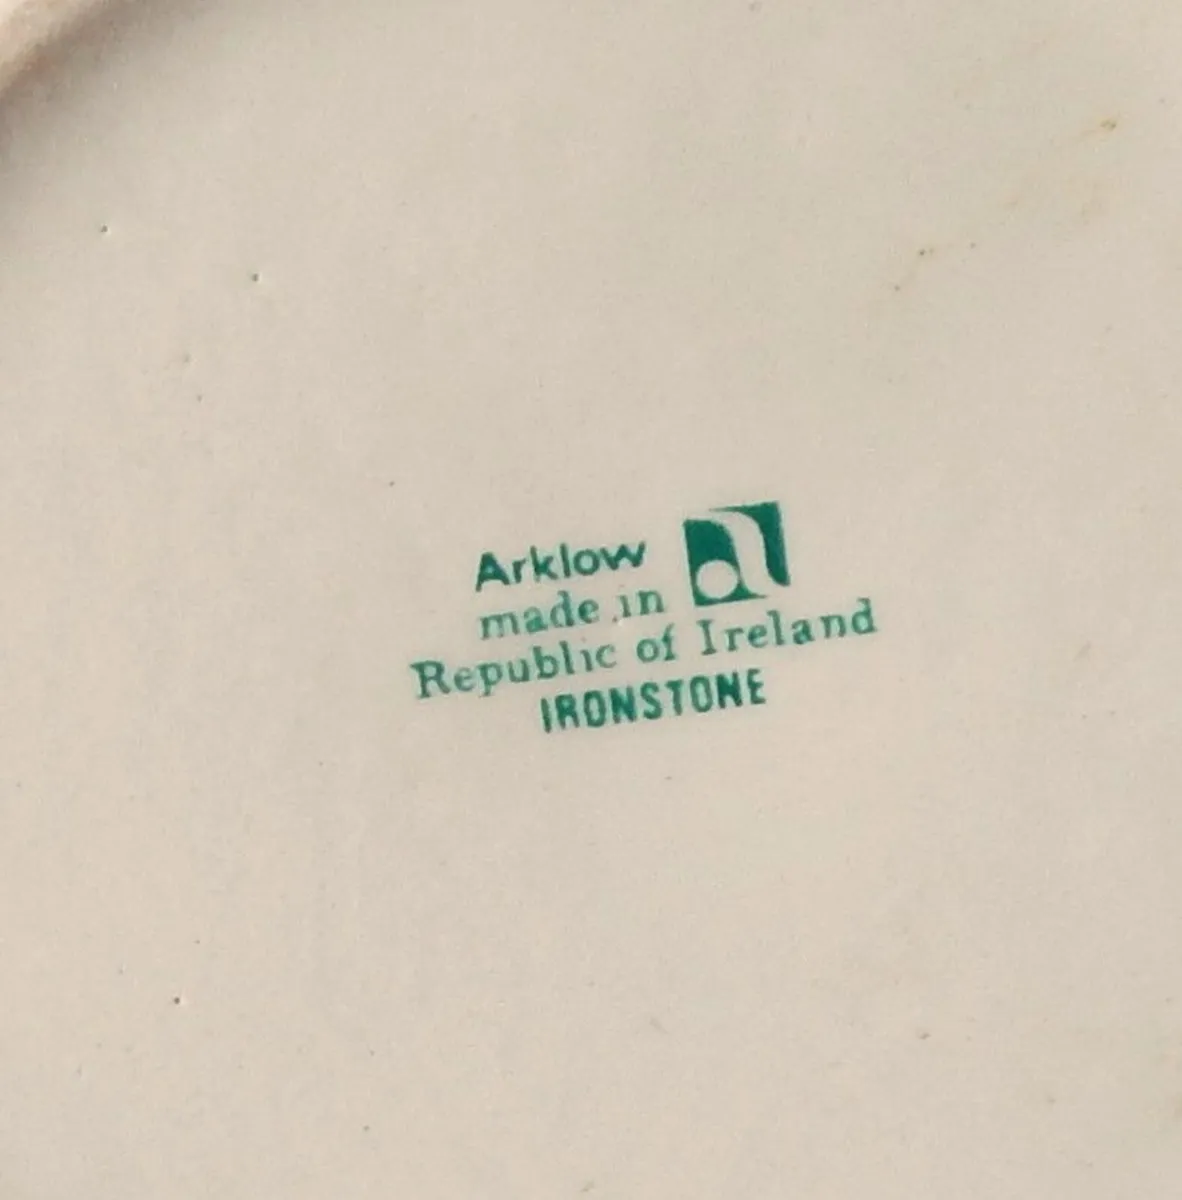 Arklow
made in
Republic of Ireland
IRONSTONE